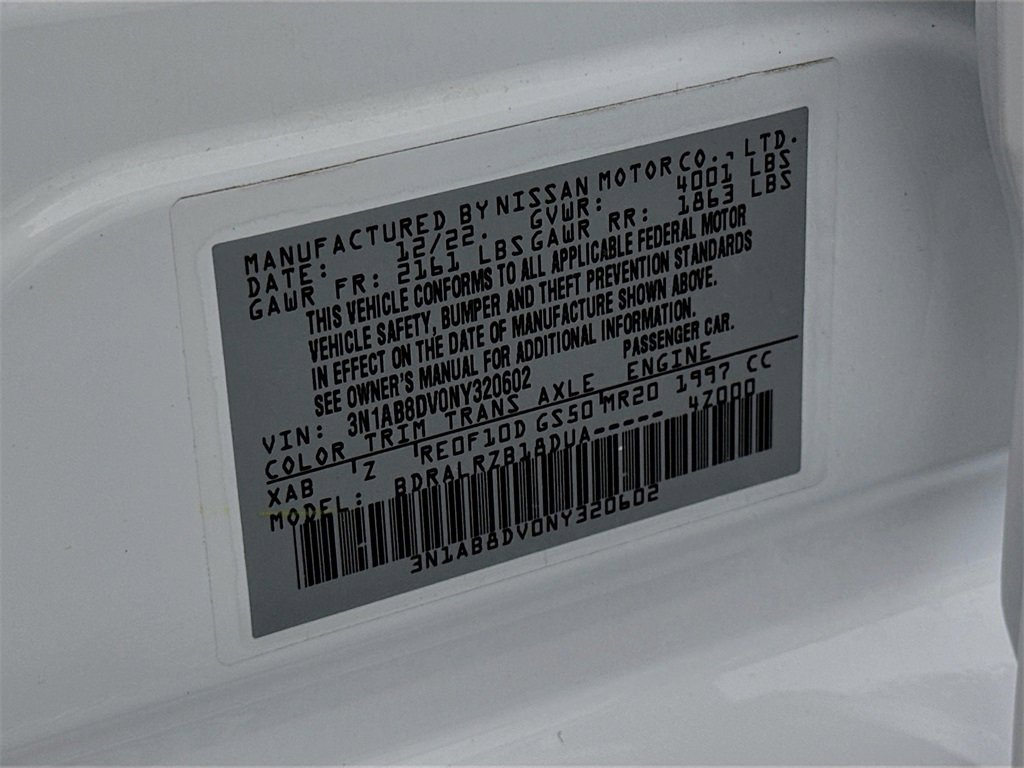 MANUFACTURED BY NISSAN MOTOR CO., LTD.
DATE: 12/22. GVWR: 4001 LBS
GAWR FR: 2161 LBS GAWR RR: 1863 LBS
THIS VEHICLE CONFORMS TO ALL APPLICABLE FEDERAL MOTOR
VEHICLE SAFETY, BUMPER AND THEFT PREVENTION STANDARDS
IN EFFECT ON THE DATE OF MANUFACTURE SHOWN ABOVE.
SEE OWNER'S MANUAL FOR ADDITIONAL INFORMATION.
VIN: 3N1AB8DV0NY320602 PASSENGER CAR.
COLOR TRIM TRANS AXLE ENGINE
XAB Z RE0F10D GS50 MR20 1997 CC
MODEL: BDRALRZB18DUA----- 4Z000
3N1AB8DV0NY320602